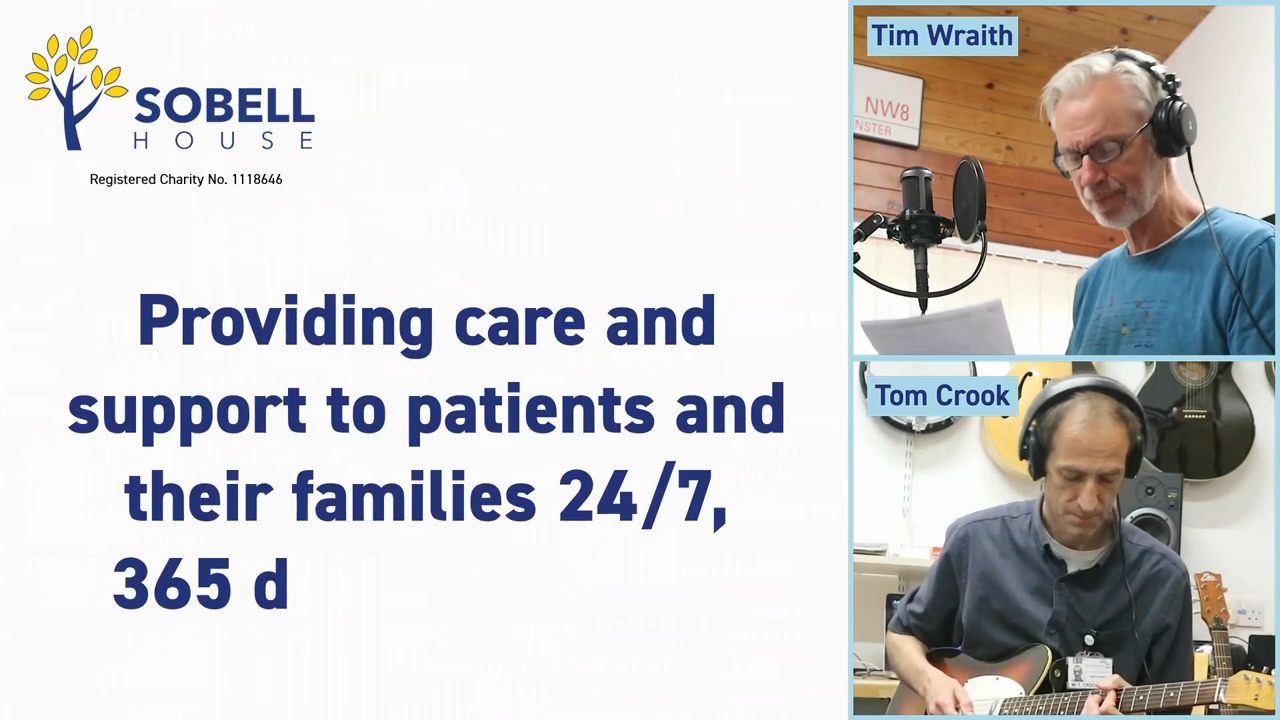 SOBELL
HOUSE
Registered Charity No. 1118646
Providing care and
support to patients and
their families 24/7,
365 d
Tim Wraith
NW8
NSTER
Tom Crook